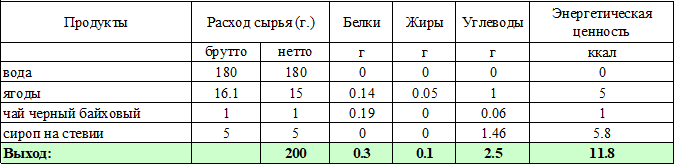 Продукты Расход сырья (г.) Белки Жиры Углеводы Энергетическая ценность
брутто нетто г г г ккал
вода 180 180 0 0 0 0
ягоды 16.1 15 0.14 0.05 1 5
чай черный байховый 1 1 0.19 0 0.06 1
сироп на стевии 5 5 0 0 1.46 5.8
Выход: 200 0.3 0.1 2.5 11.8